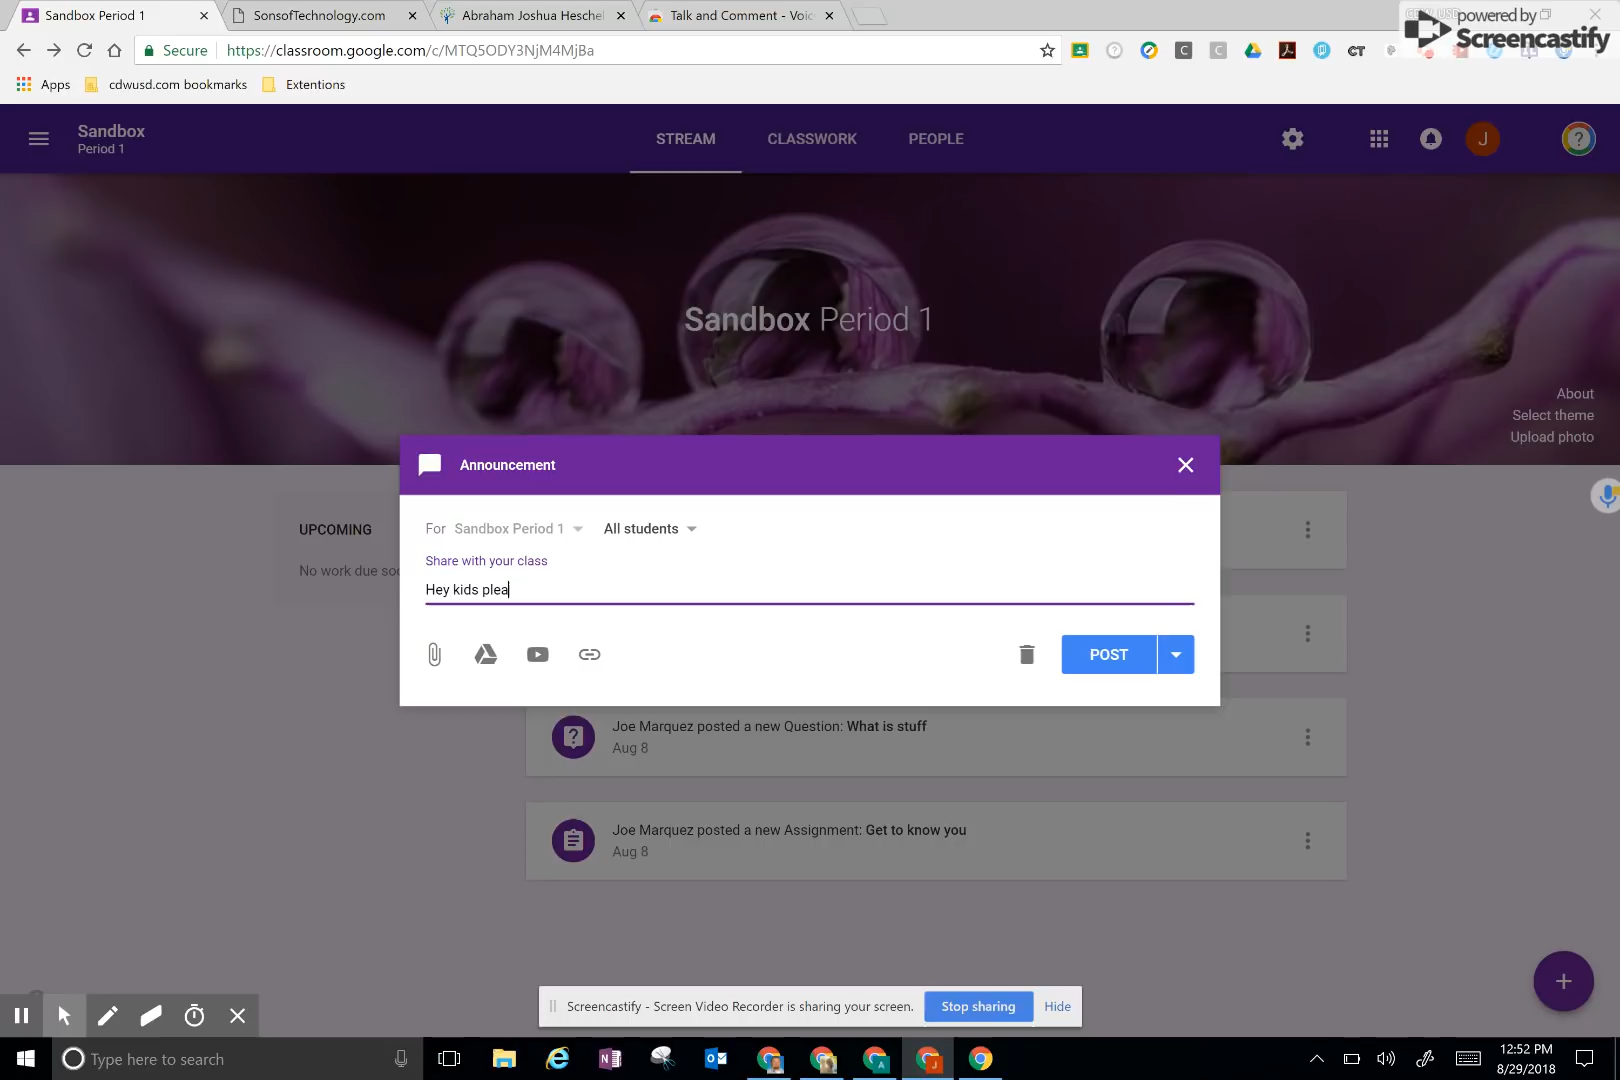 Sandbox Period 1
SonsofTechnology.com
Abraham Joshua Heschel
Talk and Comment - Voic
powered by
Screencastify
Secure
https://classroom.google.com/c/MTQ5ODY3NjM4MjBa
CT
Apps
cdwusd.com bookmarks
Extentions
Sandbox
Period 1
STREAM
CLASSWORK
PEOPLE
J
Sandbox Period 1
About
Select theme
Upload photo
Announcement
UPCOMING
No work due soo
For Sandbox Period 1
All students
Share with your class
Hey kids plea
POST
Joe Marquez posted a new Question: What is stuff
Aug 8
Joe Marquez posted a new Assignment: Get to know you
Aug 8
Screencastify - Screen Video Recorder is sharing your screen.
Stop sharing
Hide
Type here to search
12:52 PM
8/29/2018